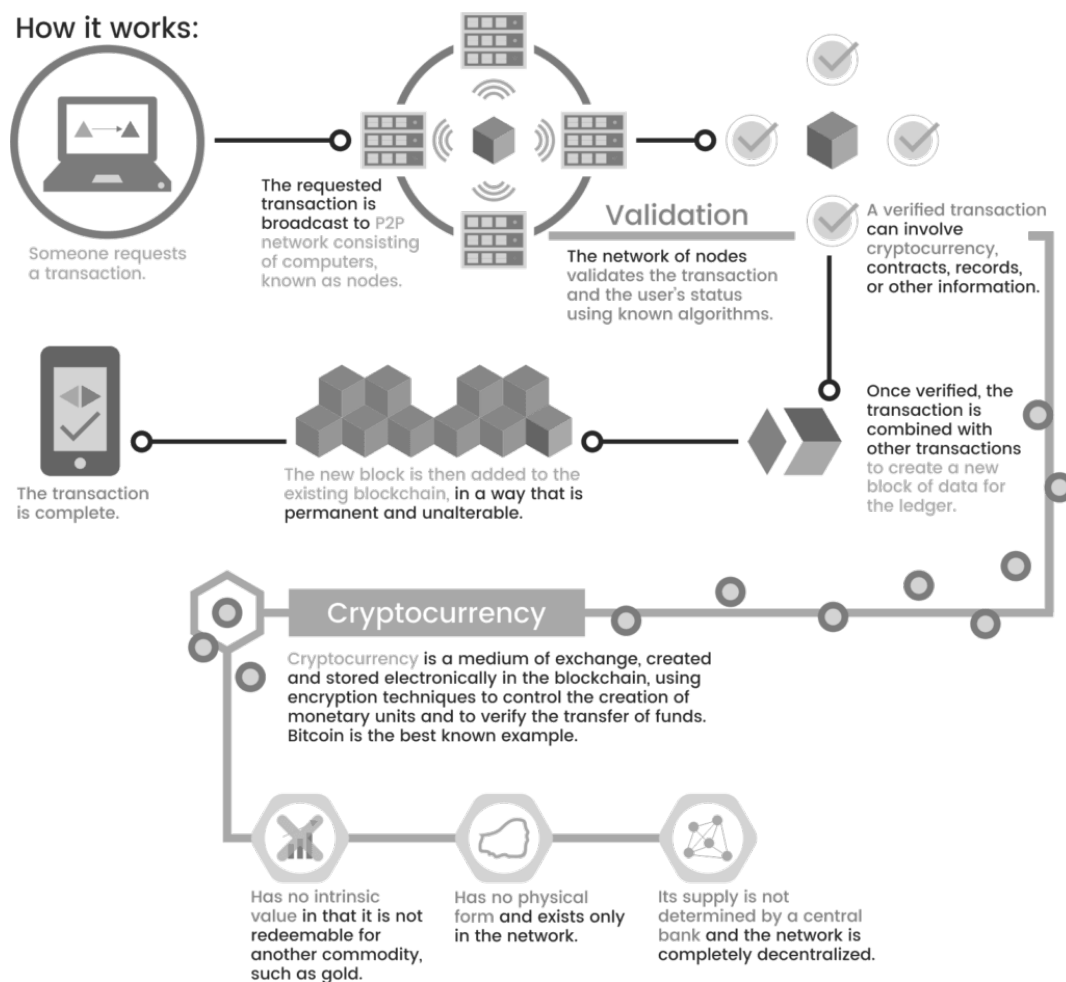 How it works:
Someone requests
a transaction.
The requested
transaction is
broadcast to P2P
network consisting
of computers,
known as nodes.
Validation
The network of nodes
validates the transaction
and the user's status
using known algorithms.
A verified transaction
can involve
cryptocurrency,
contracts, records,
or other information.
Once verified, the
transaction is
combined with
other transactions
to create a new
block of data for
the ledger.
The new block is then added to the
existing blockchain, in a way that is
permanent and unalterable.
The transaction
is complete.
Cryptocurrency
Cryptocurrency is a medium of exchange, created
and stored electronically in the blockchain, using
encryption techniques to control the creation of
monetary units and to verify the transfer of funds.
Bitcoin is the best known example.
Has no intrinsic
value in that it is not
redeemable for
another commodity,
such as gold.
Has no physical
form and exists only
in the network.
Its supply is not
determined by a central
bank and the network is
completely decentralized.